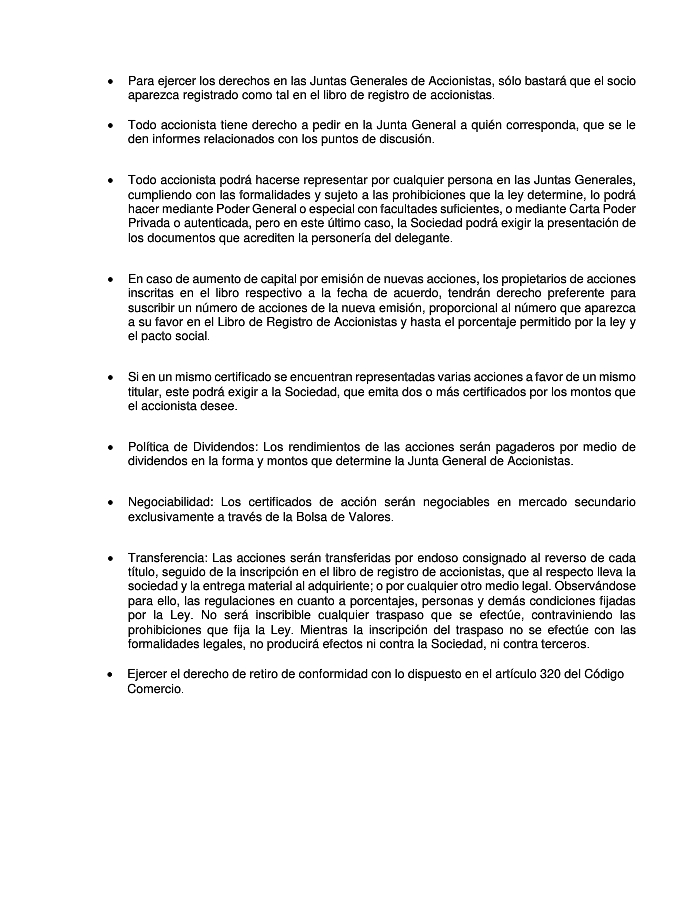 • Para ejercer los derechos en las Juntas Generales de Accionistas, sólo bastará que el socio
aparezca registrado como tal en el libro de registro de accionistas.
• Todo accionista tiene derecho a pedir en la Junta General a quién corresponda, que se le
den informes relacionados con los puntos de discusión.
• Todo accionista podrá hacerse representar por cualquier persona en las Juntas Generales,
cumpliendo con las formalidades y sujeto a las prohibiciones que la ley determine, lo podrá
hacer mediante Poder General o especial con facultades suficientes, o mediante Carta Poder
Privada o autenticada, pero en este último caso, la Sociedad podrá exigir la presentación de
los documentos que acrediten la personería del delegante.
• En caso de aumento de capital por emisión de nuevas acciones, los propietarios de acciones
inscritas en el libro respectivo a la fecha de acuerdo, tendrán derecho preferente para
suscribir un número de acciones de la nueva emisión, proporcional al número que aparezca
a su favor en el Libro de Registro de Accionistas y hasta el porcentaje permitido por la ley y
el pacto social.
• Si en un mismo certificado se encuentran representadas varias acciones a favor de un mismo
titular, este podrá exigir a la Sociedad, que emita dos o más certificados por los montos que
el accionista desee.
• Política de Dividendos: Los rendimientos de las acciones serán pagaderos por medio de
dividendos en la forma y montos que determine la Junta General de Accionistas.
• Negociabilidad: Los certificados de acción serán negociables en mercado secundario
exclusivamente a través de la Bolsa de Valores.
• Transferencia: Las acciones serán transferidas por endoso consignado al reverso de cada
título, seguido de la inscripción en el libro de registro de accionistas, que al respecto lleva la
sociedad y la entrega material al adquiriente; o por cualquier otro medio legal. Observándose
para ello, las regulaciones en cuanto a porcentajes, personas y demás condiciones fijadas
por la Ley. No será inscribible cualquier traspaso que se efectúe, contraviniendo las
prohibiciones que fija la Ley. Mientras la inscripción del traspaso no se efectúe con las
formalidades legales, no producirá efectos ni contra la Sociedad, ni contra terceros.
• Ejercer el derecho de retiro de conformidad con lo dispuesto en el artículo 320 del Código
Comercio.